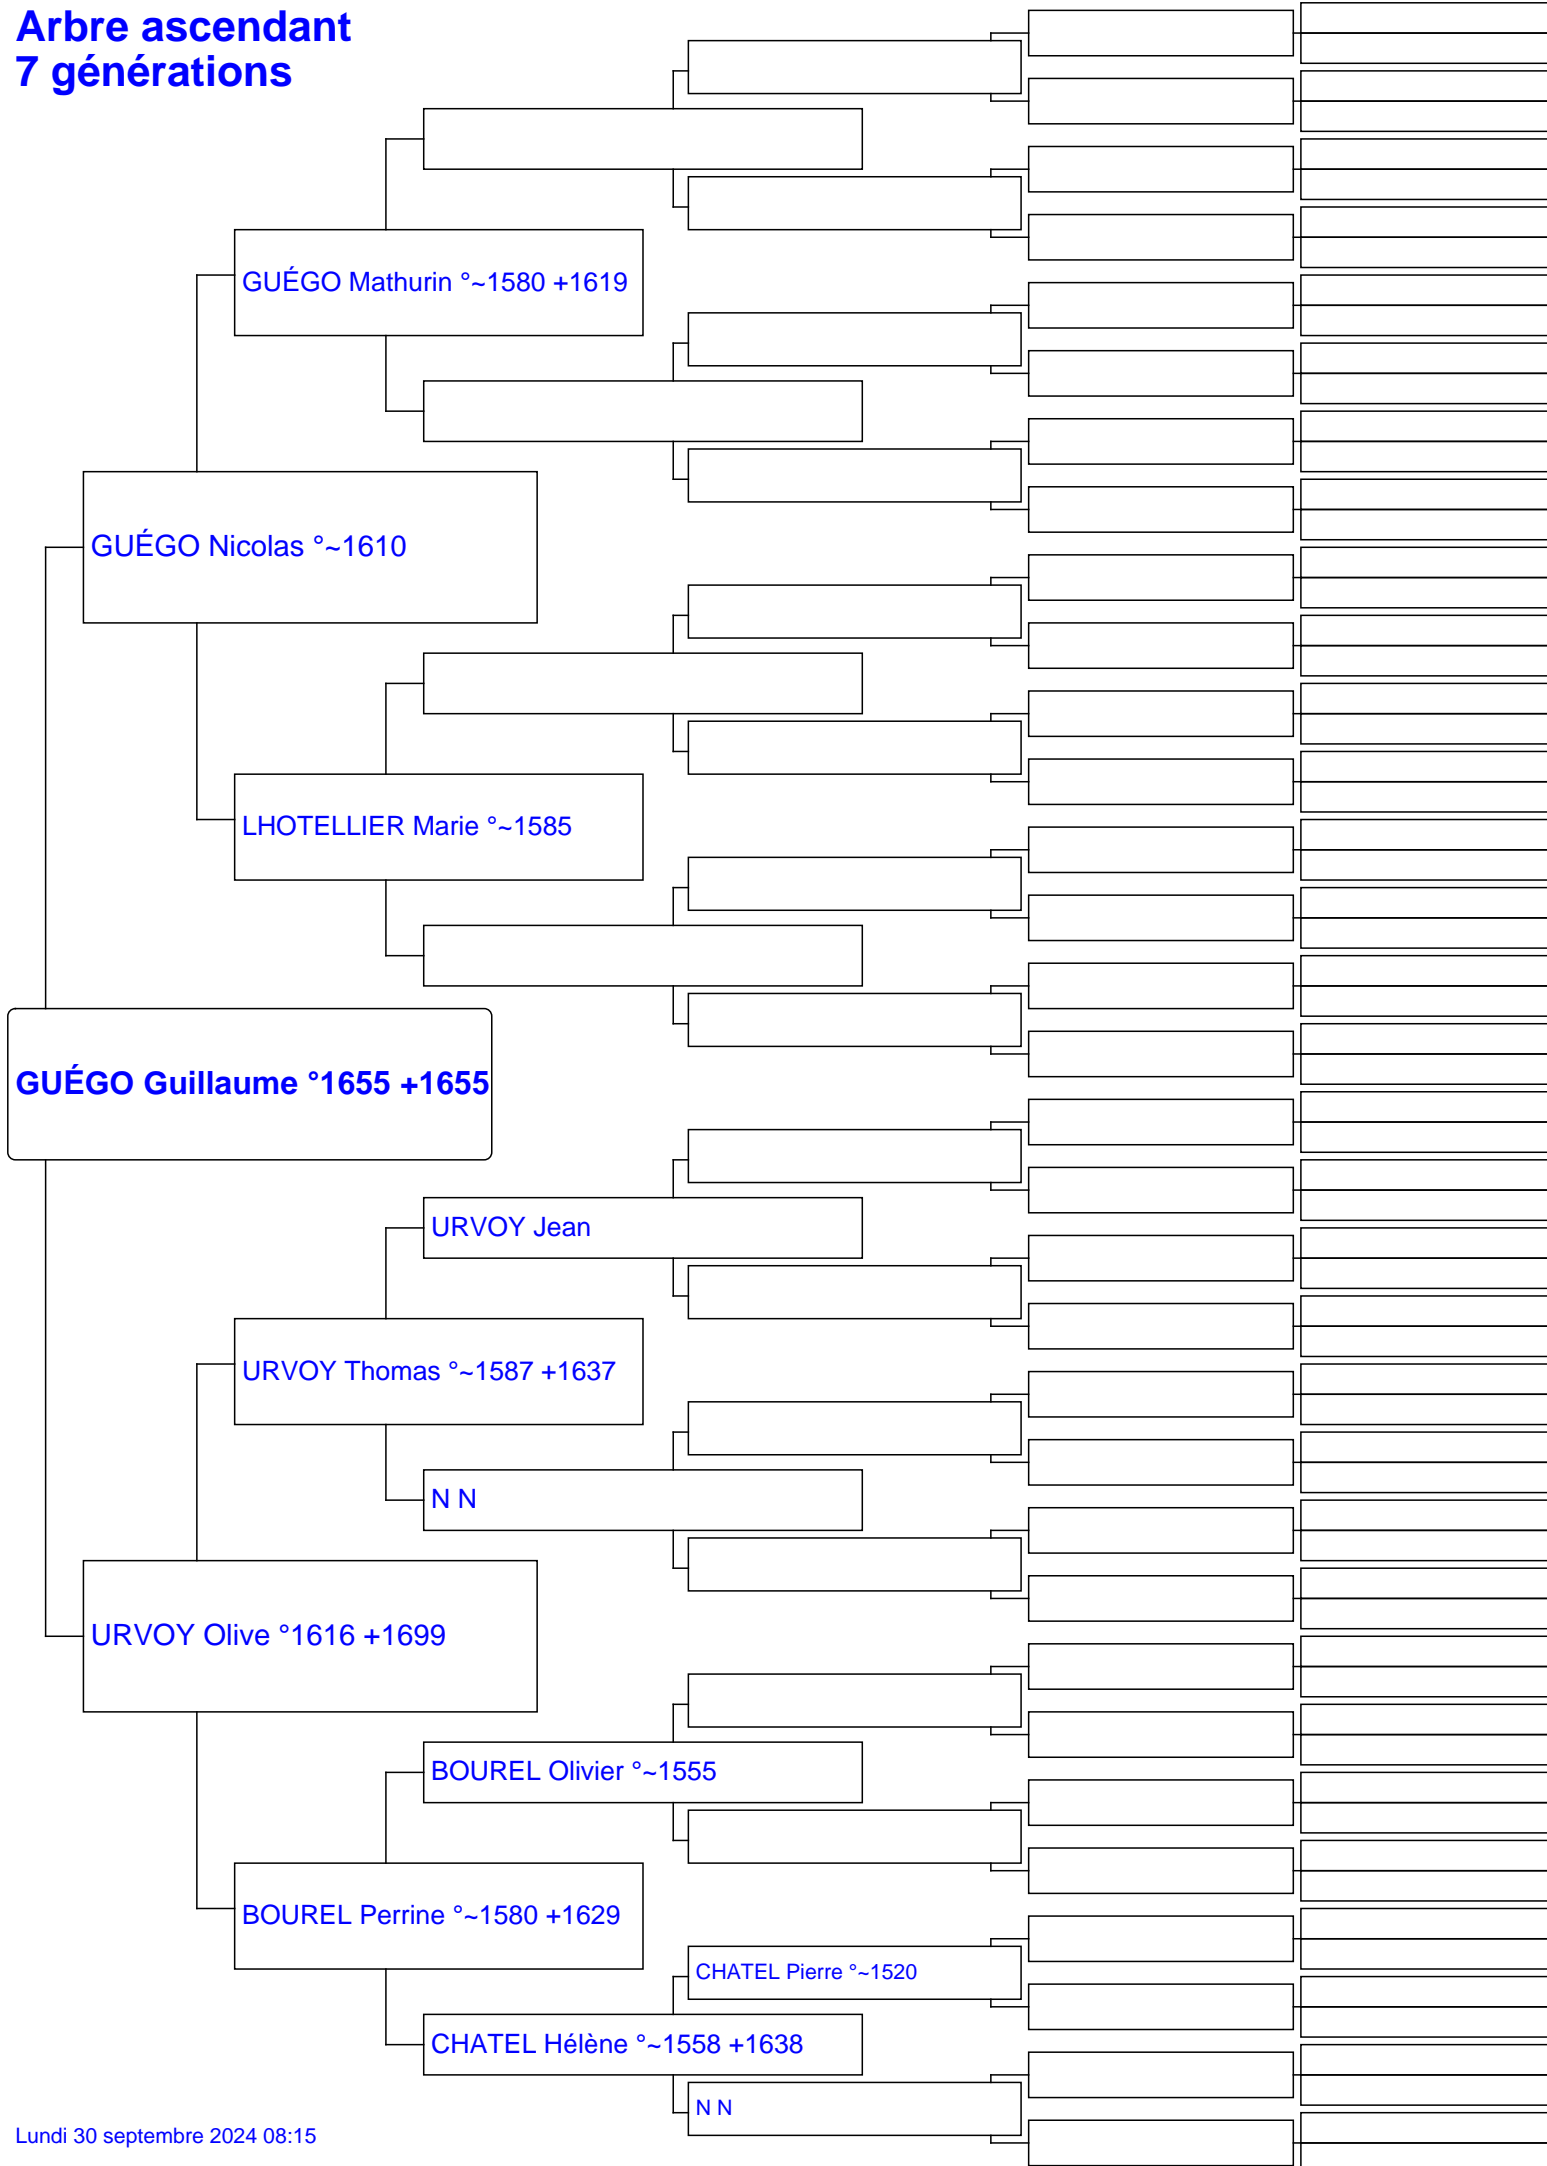 Arbre ascendant
7 générations
GUÉGO Mathurin °~1580 +1619
GUÉGO Nicolas °~1610
LHOTELLIER Marie °~1585
GUÉGO Guillaume °1655 +1655
URVOY Jean
URVOY Thomas °~1587 +1637
N N
URVOY Olive °1616 +1699
BOUREL Olivier °~1555
BOUREL Perrine °~1580 +1629
CHATEL Pierre °~1520
CHATEL Hélène °~1558 +1638
N N
Lundi 30 septembre 2024 08:15